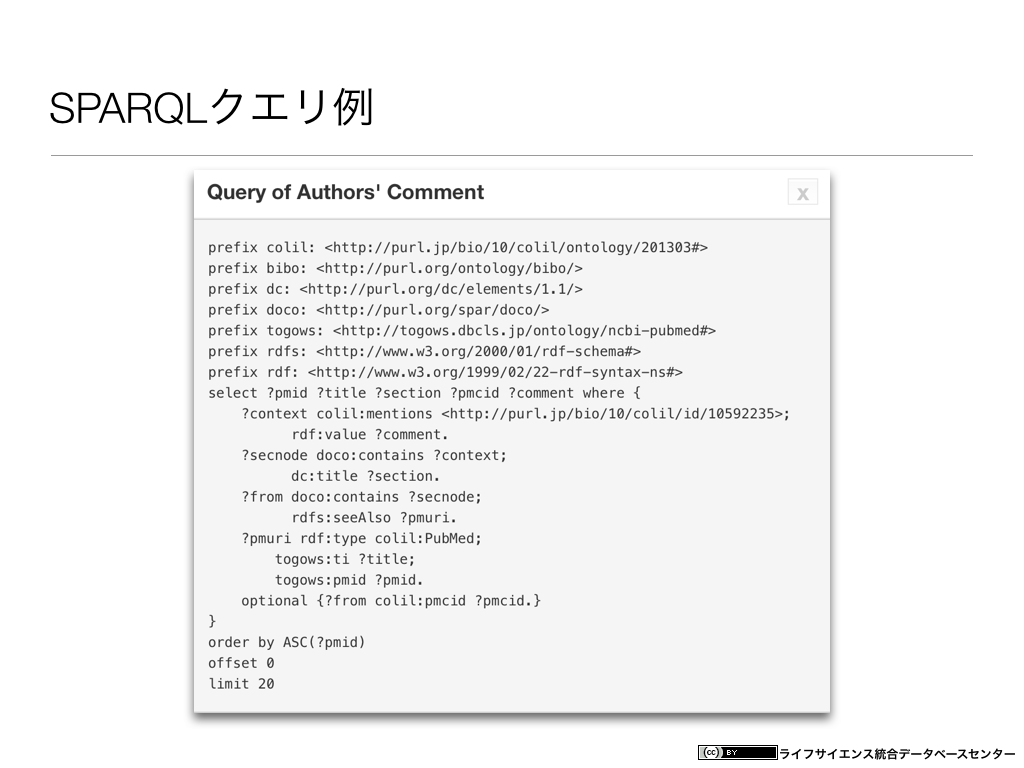 SPARQLクエリ例
Query of Authors' Comment
x
prefix colil: <http://purl.jp/bio/10/colil/ontology/201303#>
prefix bibo: <http://purl.org/ontology/bibo/>
prefix dc: <http://purl.org/dc/elements/1.1/>
prefix doco: <http://purl.org/spar/doco/>
prefix togows: <http://togows.dbcls.jp/ontology/ncbi-pubmed#>
prefix rdfs: <http://www.w3.org/2000/01/rdf-schema#>
prefix rdf: <http://www.w3.org/1999/02/22-rdf-syntax-ns#>
select ?pmid ?title ?section ?pmcid ?comment where {
    ?context colil:mentions <http://purl.jp/bio/10/colil/id/10592235>;
          rdf:value ?comment.
    ?secnode doco:contains ?context;
          dc:title ?section.
    ?from doco:contains ?secnode;
          rdfs:seeAlso ?pmuri.
    ?pmuri rdf:type colil:PubMed;
        togows:ti ?title;
        togows:pmid ?pmid.
    optional {?from colil:pmcid ?pmcid.}
}
order by ASC(?pmid)
offset 0
limit 20
(cc) BY ライフサイエンス統合データベースセンター